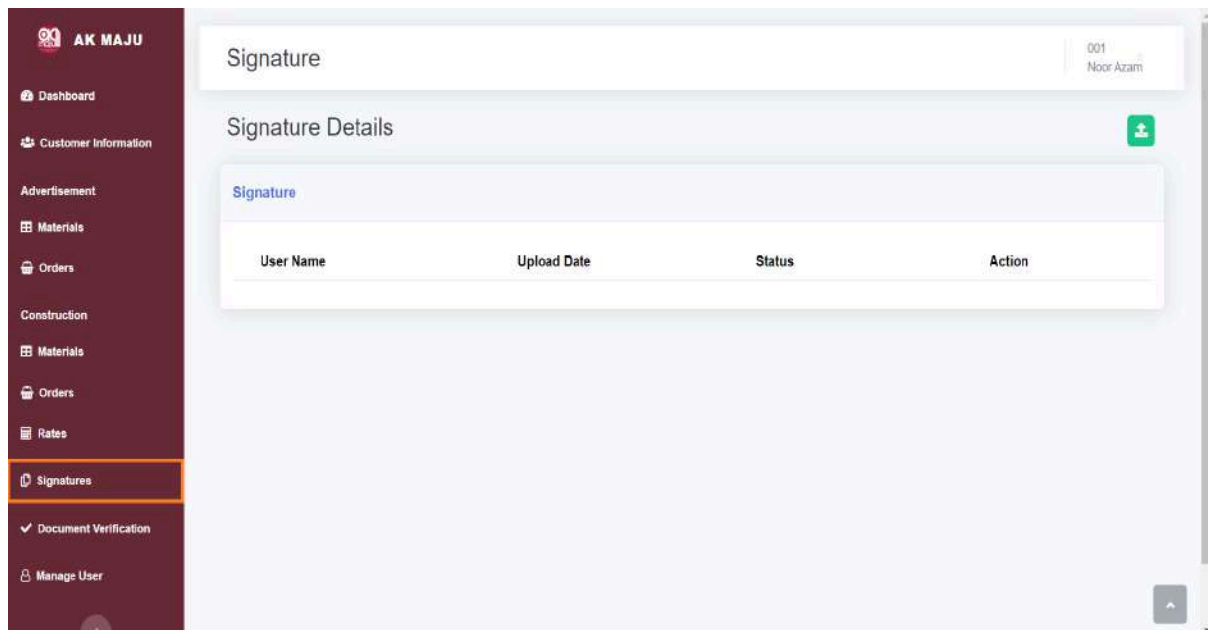 AK MAJU
Dashboard
Customer Information
Advertisement
Materials
Orders
Construction
Materials
Orders
Rates
Signatures
Document Verification
Manage User
Signature
001
Noor Azam
Signature Details
Signature
User Name Upload Date Status Action